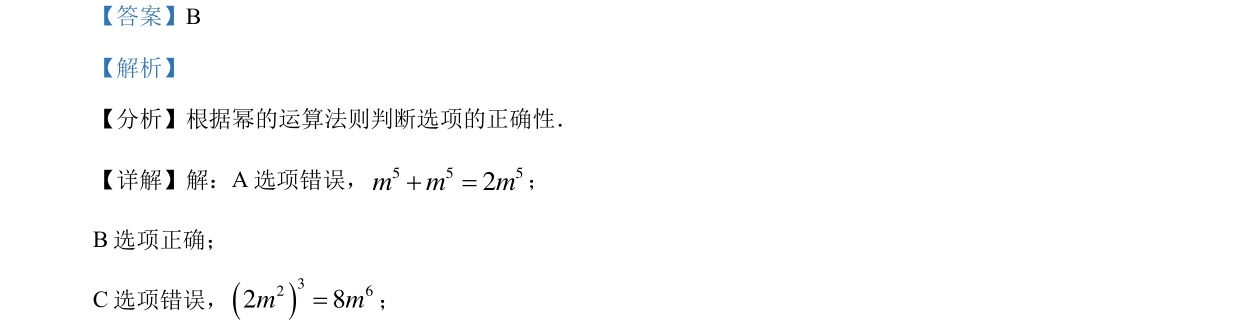 【答案】B
【解析】
【分析】根据幂的运算法则判断选项的正确性．
【详解】解：A 选项错误，$m^5+m^5=2m^5$；
B 选项正确；
C 选项错误，$\left(2m^2\right)^3=8m^6$；